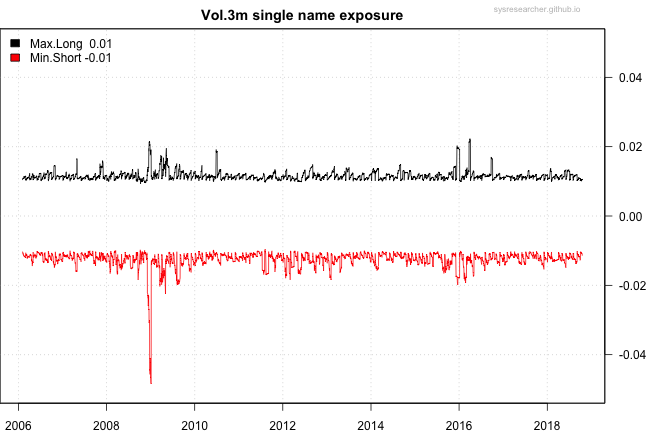 Vol.3m single name exposure
sysresearcher.github.io
Max.Long 0.01
Min.Short -0.01
0.04
0.02
0.00
-0.02
-0.04
2006 2008 2010 2012 2014 2016 2018